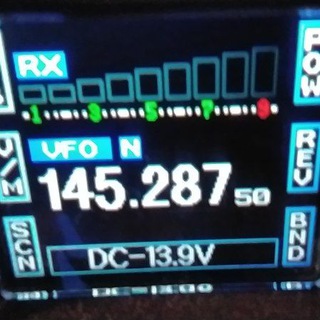 RX
POW
1 3 5 7 9
V/M
VFO N
REV
145.287 50
SCN
DC-13.9V
BND